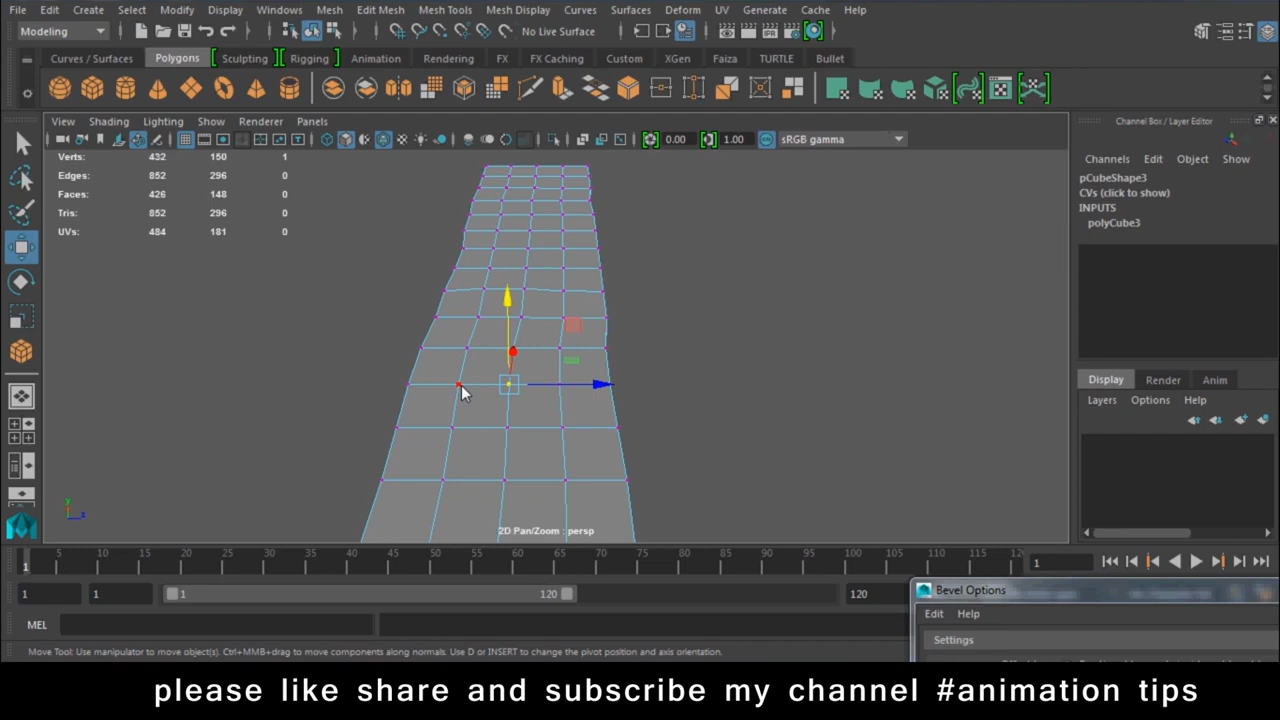 File Edit Create Select Modify Display Windows Mesh Edit Mesh Mesh Tools Mesh Display Curves Surfaces Deform UV Generate Cache Help
Modeling No Live Surface
Curves / Surfaces Polygons Sculpting Rigging Animation Rendering FX FX Caching Custom XGen Faiza TURTLE Bullet
View Shading Lighting Show Renderer Panels
0.00 1.00 sRGB gamma
Verts: 432 150 1
Edges: 852 296 0
Faces: 426 148 0
Tris: 852 296 0
UVs: 484 181 0
y
z
2D Pan/Zoom : persp
Channel Box / Layer Editor
Channels Edit Object Show
pCubeShape3
CVs (click to show)
INPUTS
polyCube3
Display Render Anim
Layers Options Help
5 10 15 20 25 30 35 40 45 50 55 60 65 70 75 80 85 90 95 100 105 110 115 12
1
1
1 1 1 120 120
Bevel Options
Edit Help
Settings
MEL
Move Tool: Use manipulator to move object(s). Ctrl+MMB+drag to move components along normals. Use D or INSERT to change the pivot position and axis orientation.
please like share and subscribe my channel #animation tips